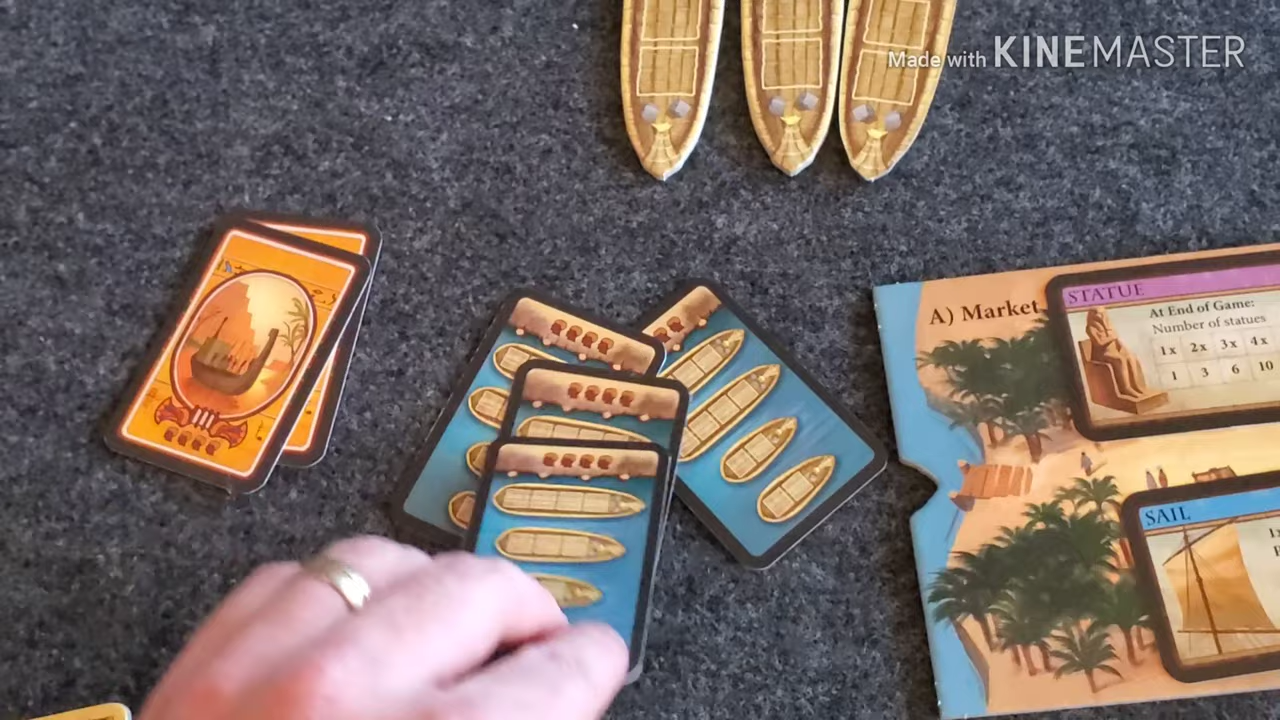 Made with KINEMASTER
A) Market
STATUE
At End of Game:
Number of statues
1x 2x 3x 4x
1 3 6 10
SAIL